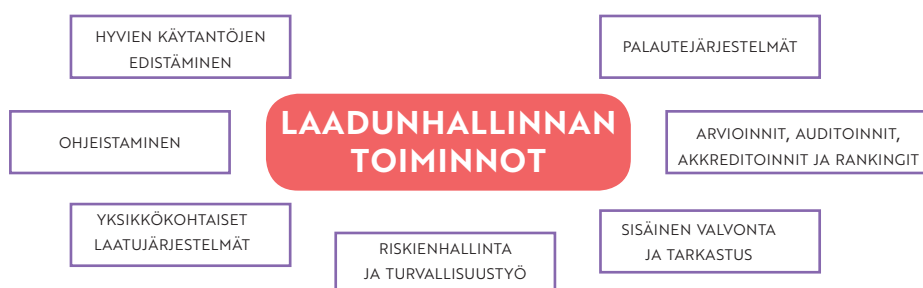 HYVIEN KÄYTANTÖJEN
EDISTÄMINEN
PALAUTEJÄRJESTELMÄT
LAADUNHALLINNAN
TOIMINNOT
OHJEISTAMINEN
ARVIOINNIT, AUDITOINNIT,
AKKREDITOINNIT JA RANKINGIT
YKSIKKÖKOHTAISET
LAATUJÄRJESTELMÄT
RISKIENHALLINTA
JA TURVALLISUUSTYÖ
SISÄINEN VALVONTA
JA TARKASTUS